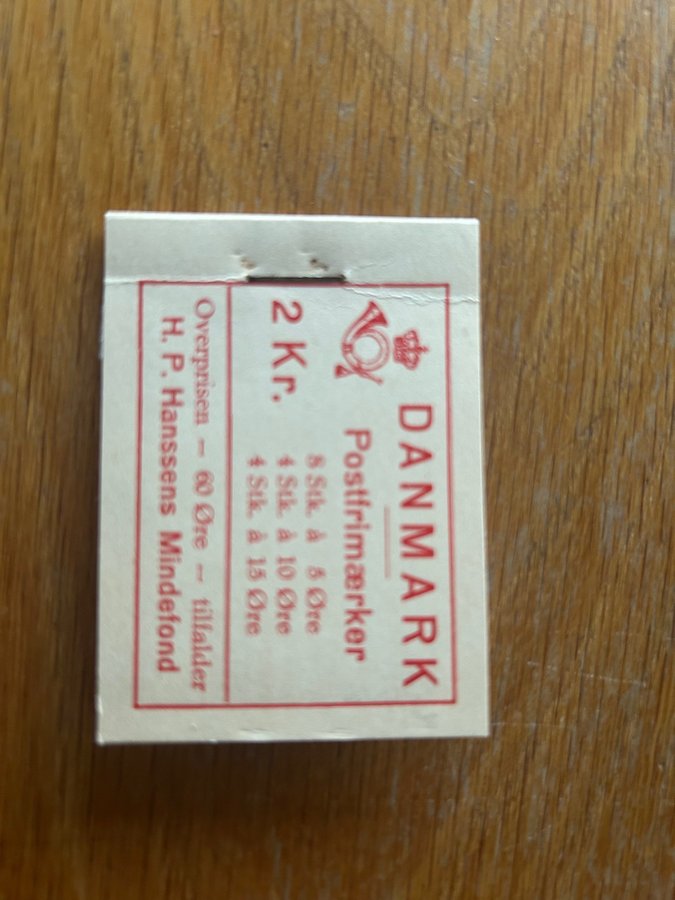 DANMARK
Postfrimærker
2 Kr.
8 Stk. à 5 Øre
4 Stk. à 10 Øre
4 Stk. à 15 Øre
Overprisen — 60 Øre — tilfalder
H. P. Hanssens Mindefond